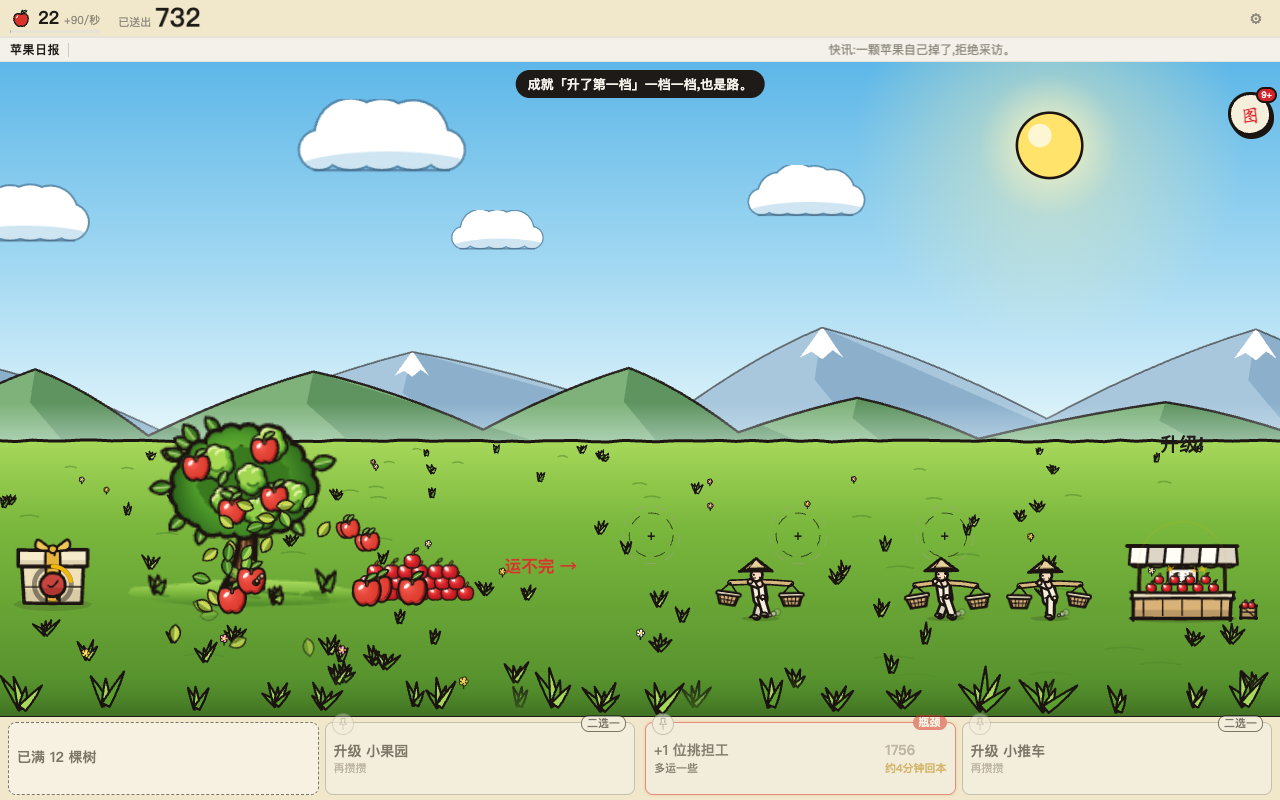 22 +90/秒 已送出 732
苹果日报 快讯:一颗苹果自己掉了,拒绝采访。
成就「升了第一档」一档一档,也是路。
9+
图
升级!
运不完 →
已满 12 棵树
二选一
升级 小果园
再攒攒
瓶颈
+1 位挑担工 1756
多运一些 约4分钟回本
二选一
升级 小推车
再攒攒